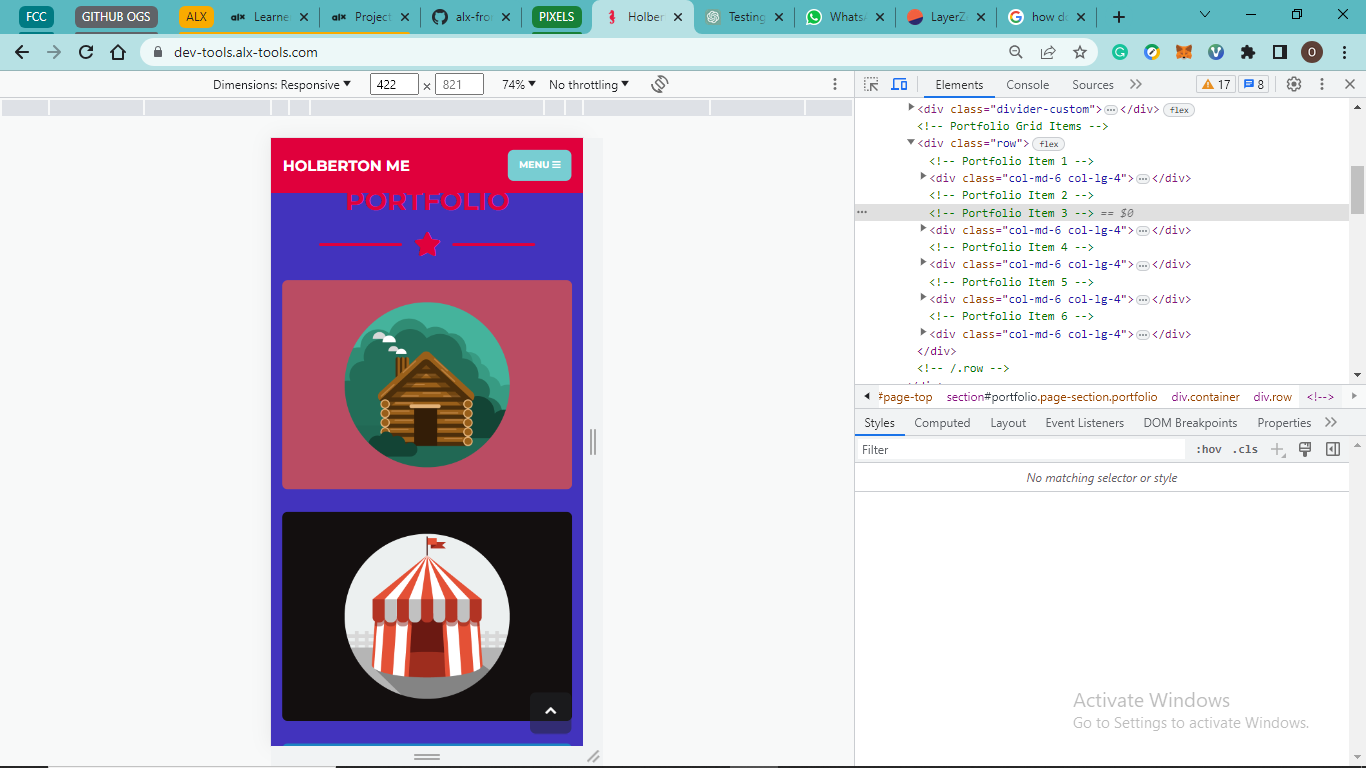 FCC GITHUB OGS ALX Learne Project alx-fron PIXELS Holber Testing WhatsA LayerZe how do
dev-tools.alx-tools.com
Dimensions: Responsive 422 × 821 74% No throttling
Elements Console Sources 17 8
HOLBERTON ME
MENU
PORTFOLIO
<div class="divider-custom"> ⋯ </div> flex
<!-- Portfolio Grid Items -->
<div class="row"> flex
<!-- Portfolio Item 1 -->
<div class="col-md-6 col-lg-4"> ⋯ </div>
<!-- Portfolio Item 2 -->
<!-- Portfolio Item 3 --> == $0
<div class="col-md-6 col-lg-4"> ⋯ </div>
<!-- Portfolio Item 4 -->
<div class="col-md-6 col-lg-4"> ⋯ </div>
<!-- Portfolio Item 5 -->
<div class="col-md-6 col-lg-4"> ⋯ </div>
<!-- Portfolio Item 6 -->
<div class="col-md-6 col-lg-4"> ⋯ </div>
</div>
<!-- /.row -->
#page-top section#portfolio.page-section.portfolio div.container div.row <!-->
Styles Computed Layout Event Listeners DOM Breakpoints Properties
Filter :hov .cls
No matching selector or style
Activate Windows
Go to Settings to activate Windows.